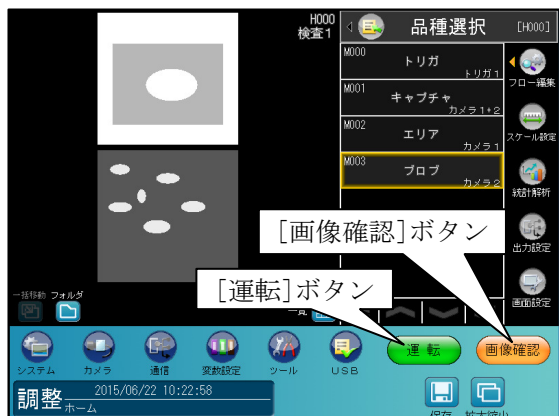 H000
検査1
品種選択
[H000]
M000
トリガ
トリガ1
M001
キャプチャ
カメラ1+2
M002
エリア
カメラ1
M003
ブロブ
カメラ2
フロー編集
スケール設定
統計解析
出力設定
画面設定
[画像確認]ボタン
[運転]ボタン
一括移動 フォルダ
一覧
運 転
画像確認
システム
カメラ
通信
変数設定
ツール
USB
調整
2015/06/22 10:22:58
ホーム
保存
拡大縮小